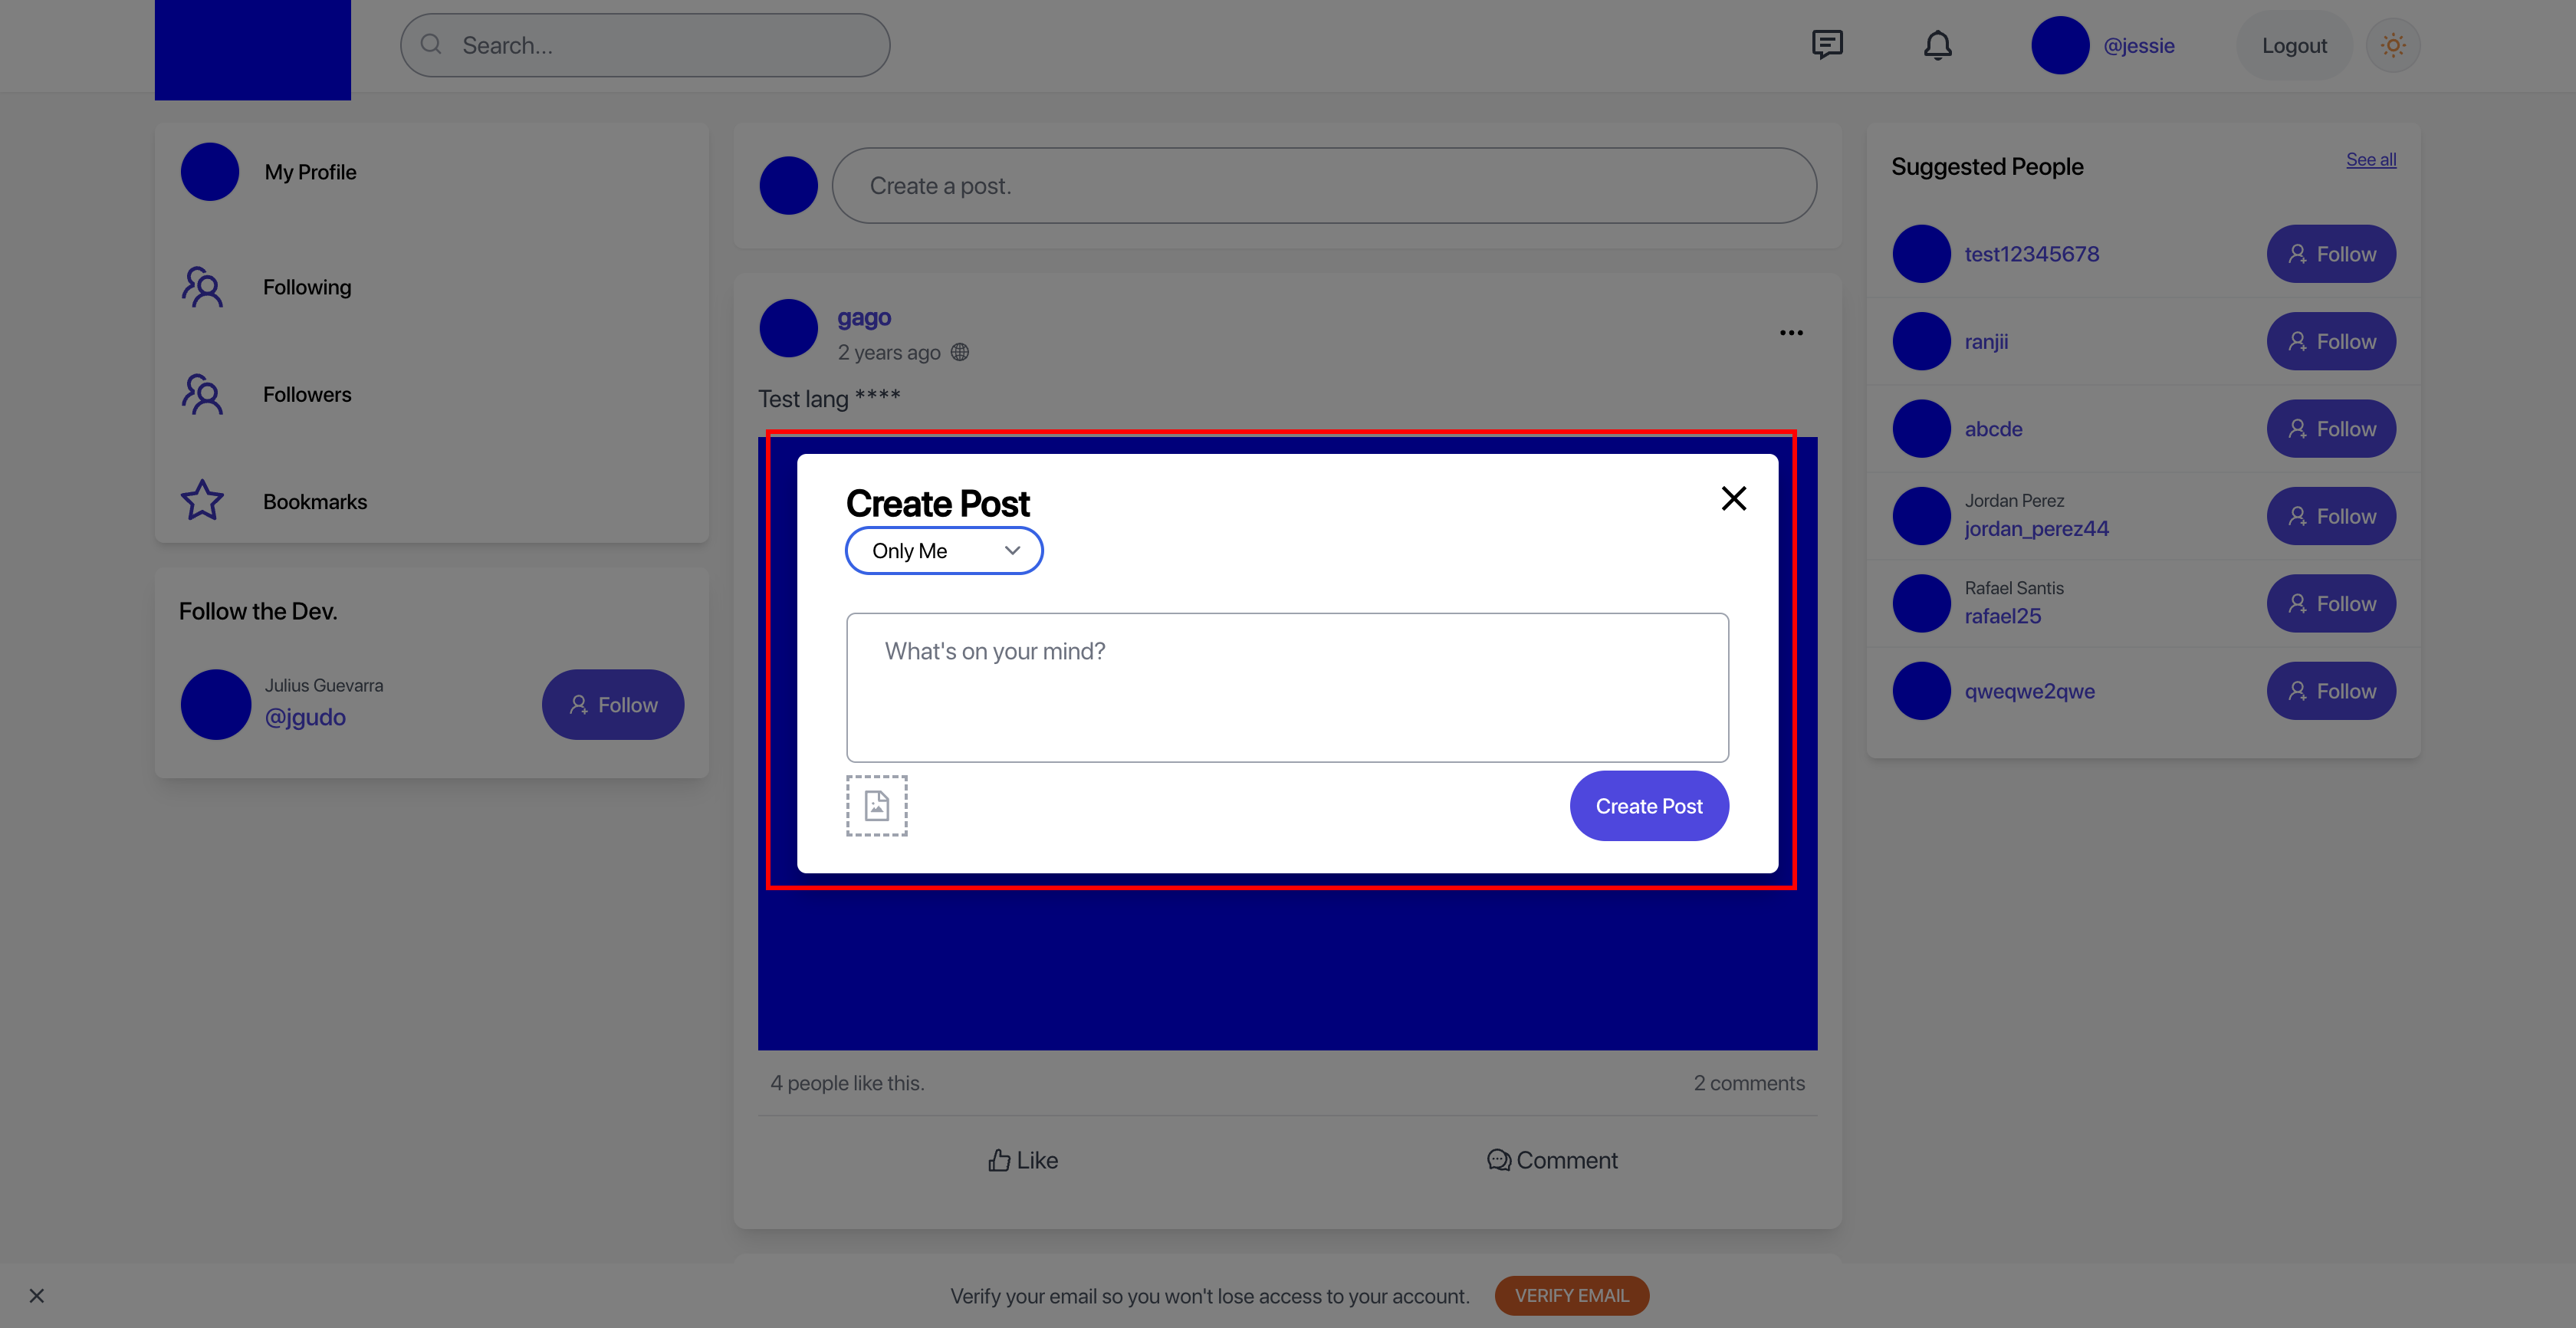 Search...
@jessie
Logout
My Profile
Following
Followers
Bookmarks
Follow the Dev.
Julius Guevarra
@jgudo
Follow
Create a post.
gago
2 years ago
Test lang ****
Create Post
Only Me
What's on your mind?
Create Post
4 people like this.
2 comments
Like
Comment
Suggested People
See all
test12345678
Follow
ranjii
Follow
abcde
Follow
Jordan Perez
jordan_perez44
Follow
Rafael Santis
rafael25
Follow
qweqwe2qwe
Follow
Verify your email so you won't lose access to your account.
VERIFY EMAIL